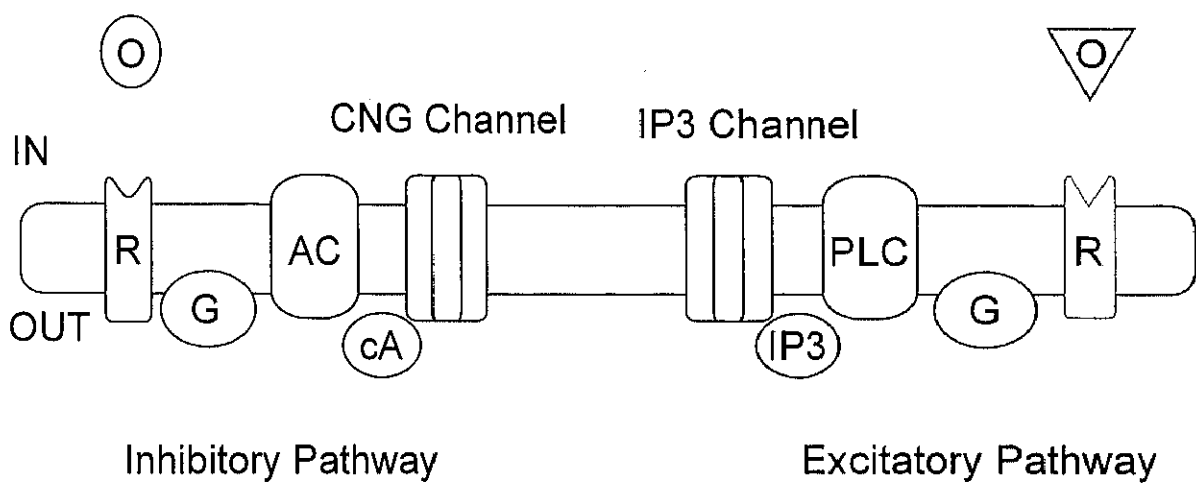 O
O
CNG Channel
IP3 Channel
IN
R
AC
PLC
R
G
G
OUT
cA
IP3
Inhibitory Pathway
Excitatory Pathway